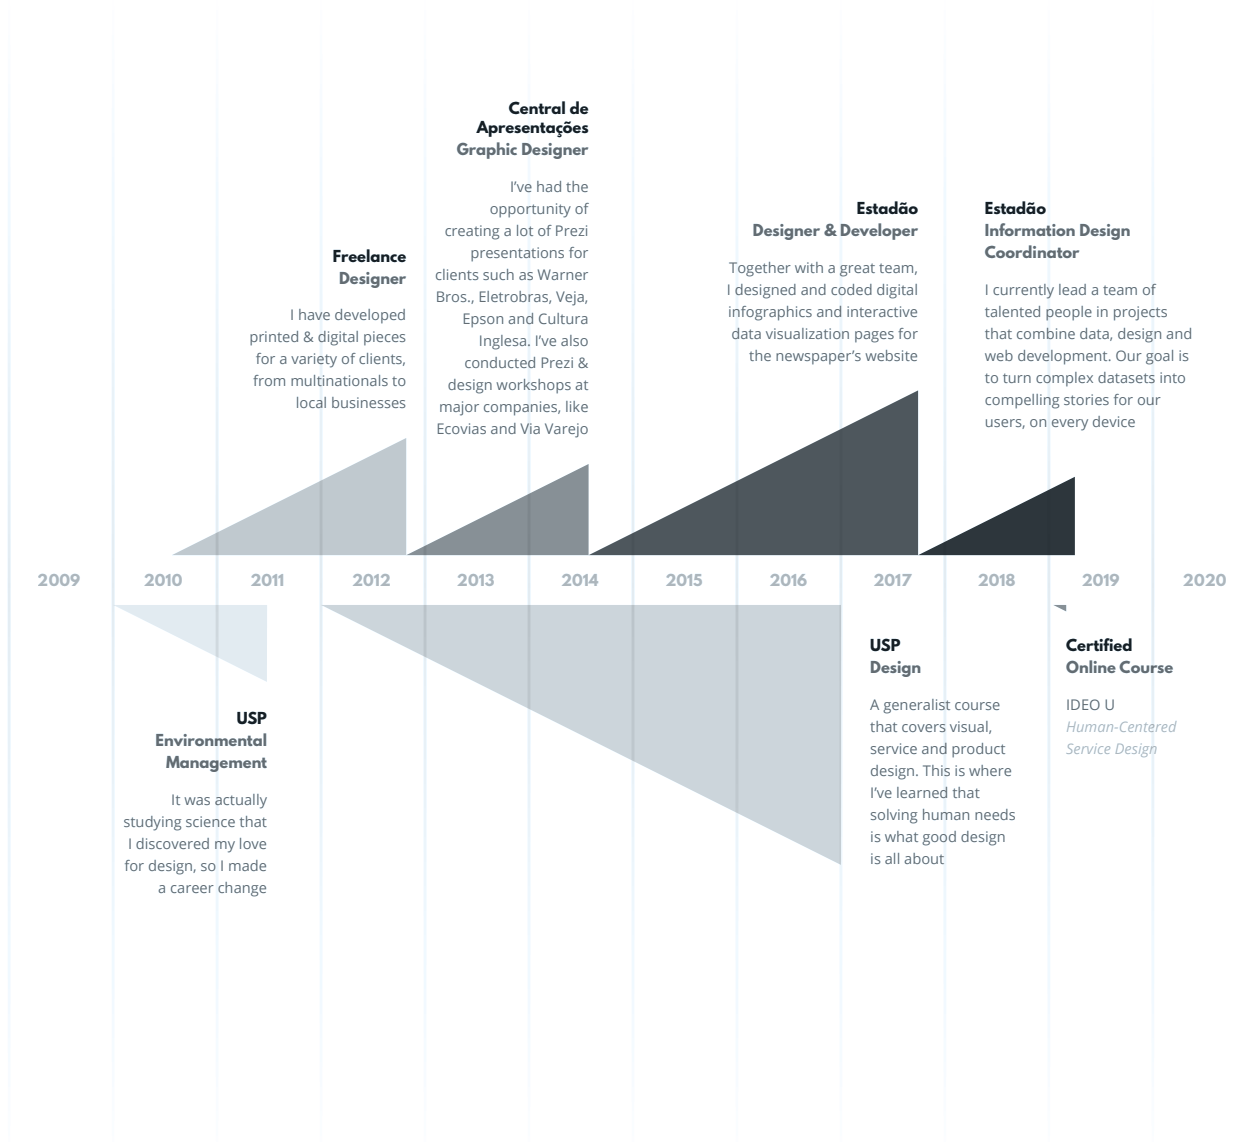 Central de
Apresentações
Graphic Designer
I've had the
opportunity of
creating a lot of Prezi
presentations for
clients such as Warner
Bros., Eletrobras, Veja,
Epson and Cultura
Inglesa. I've also
conducted Prezi &
design workshops at
major companies, like
Ecovias and Via Varejo
Freelance
Designer
I have developed
printed & digital pieces
for a variety of clients,
from multinationals to
local businesses
Estadão
Designer & Developer
Together with a great team,
I designed and coded digital
infographics and interactive
data visualization pages for
the newspaper's website
Estadão
Information Design
Coordinator
I currently lead a team of
talented people in projects
that combine data, design and
web development. Our goal is
to turn complex datasets into
compelling stories for our
users, on every device
2009 2010 2011 2012 2013 2014 2015 2016 2017 2018 2019 2020
USP
Environmental
Management
It was actually
studying science that
I discovered my love
for design, so I made
a career change
USP
Design
A generalist course
that covers visual,
service and product
design. This is where
I've learned that
solving human needs
is what good design
is all about
Certified
Online Course
IDEO U
Human-Centered
Service Design